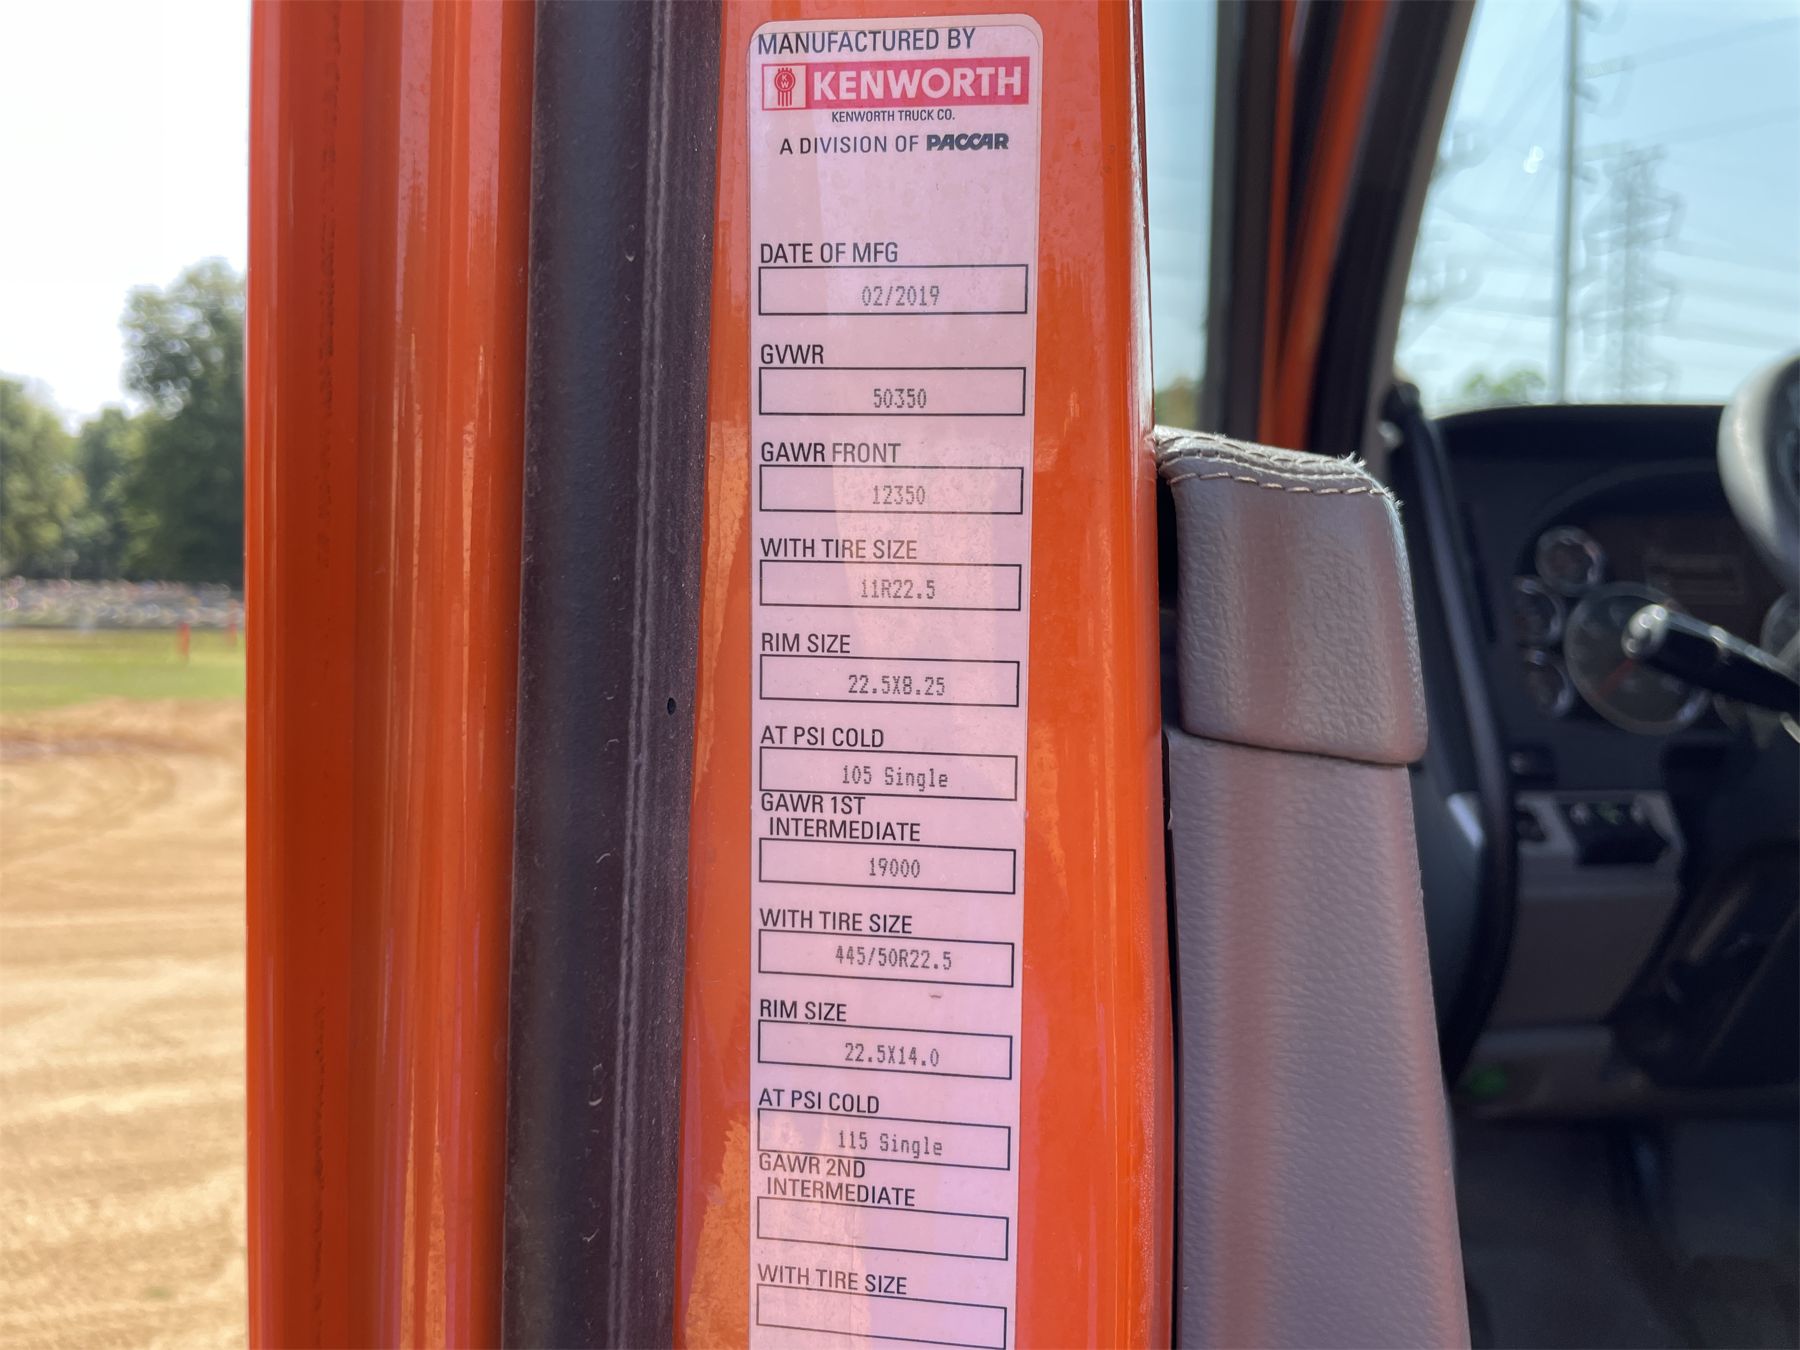 MANUFACTURED BY
KENWORTH
KENWORTH TRUCK CO.
A DIVISION OF PACCAR
DATE OF MFG
02/2019
GVWR
50350
GAWR FRONT
12350
WITH TIRE SIZE
11R22.5
RIM SIZE
22.5X8.25
AT PSI COLD
105 Single
GAWR 1ST
INTERMEDIATE
19000
WITH TIRE SIZE
445/50R22.5
RIM SIZE
22.5X14.0
AT PSI COLD
115 Single
GAWR 2ND
INTERMEDIATE
WITH TIRE SIZE